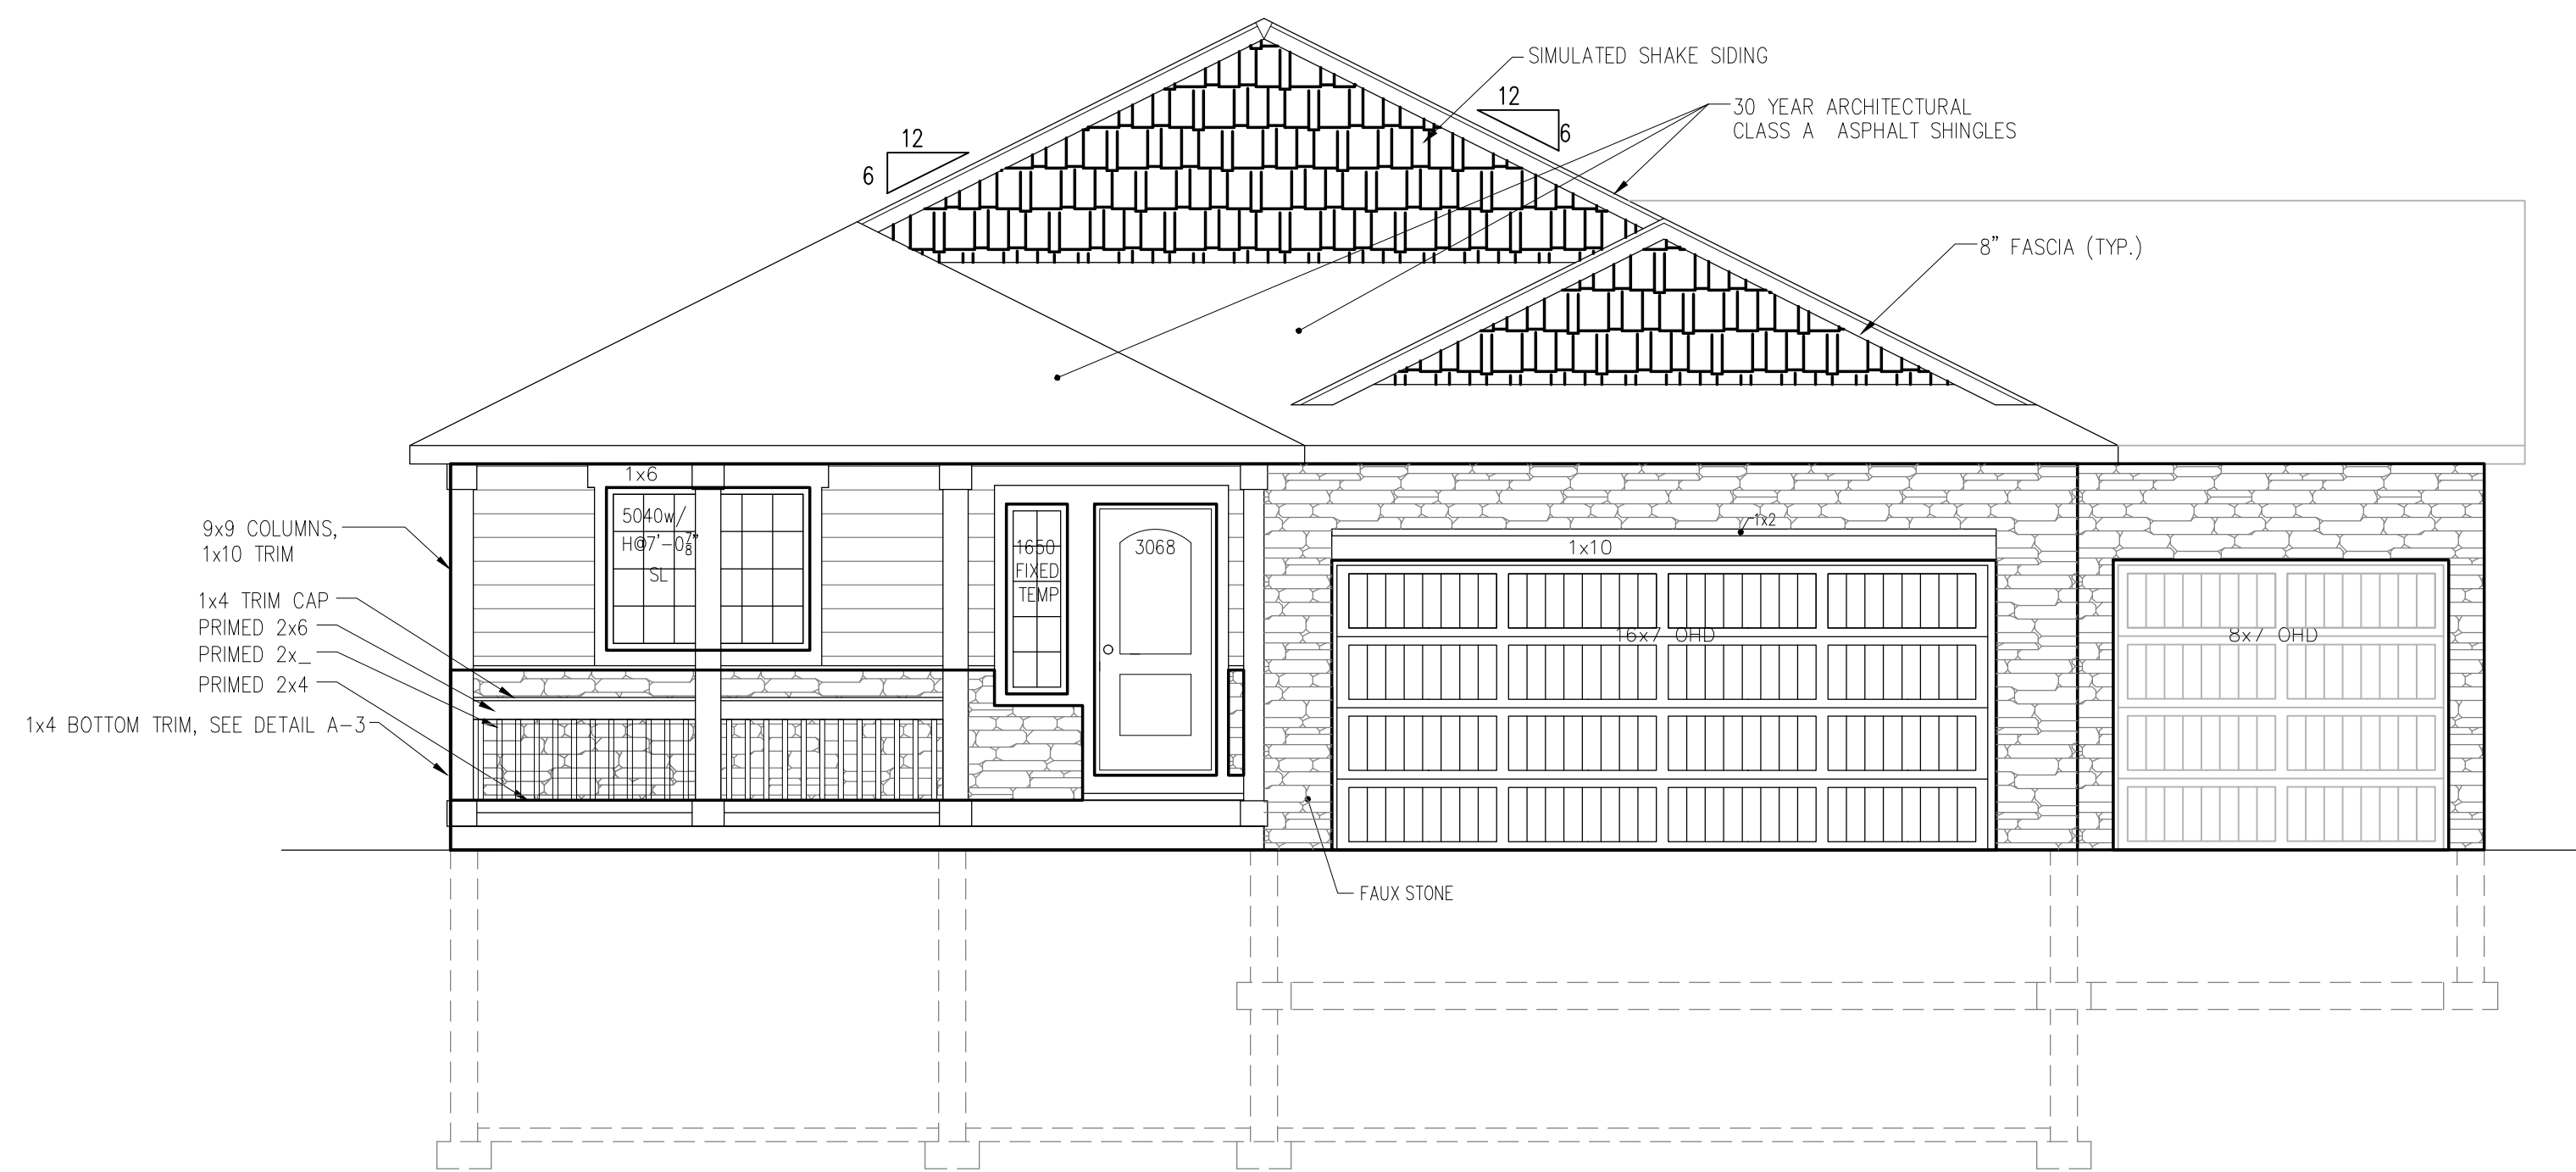 SIMULATED SHAKE SIDING
12
6
30 YEAR ARCHITECTURAL
CLASS A ASPHALT SHINGLES
12
6
8" FASCIA (TYP.)
1x6
5040w/
H@7'-0⅞"
SL
9x9 COLUMNS,
1x10 TRIM
1x4 TRIM CAP
PRIMED 2x6
PRIMED 2x_
PRIMED 2x4
1x4 BOTTOM TRIM, SEE DETAIL A-3
1650
FIXED
TEMP
3068
1x2
1x10
16x7 OHD
8x7 OHD
FAUX STONE